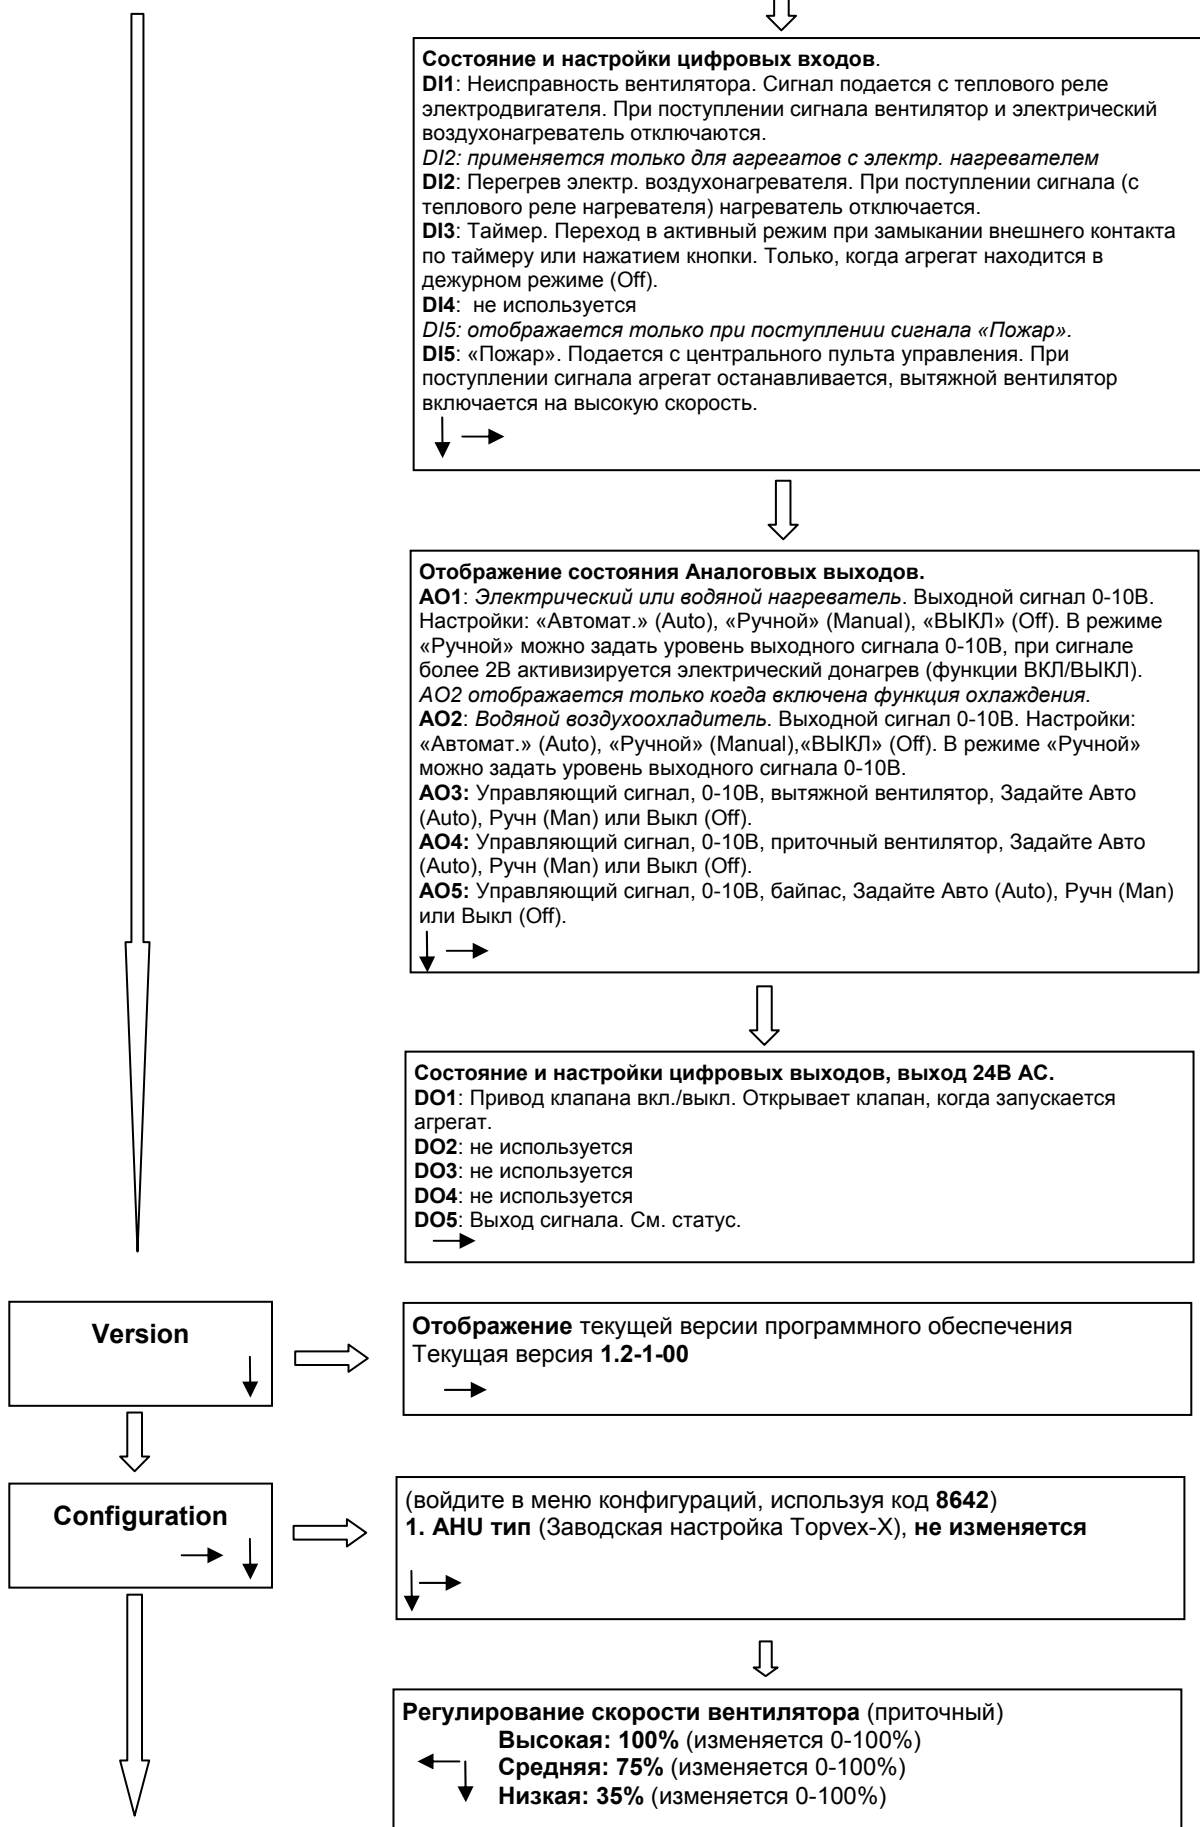 Состояние и настройки цифровых входов.
DI1: Неисправность вентилятора. Сигнал подается с теплового реле
электродвигателя. При поступлении сигнала вентилятор и электрический
воздухонагреватель отключаются.
DI2: применяется только для агрегатов с электр. нагревателем
DI2: Перегрев электр. воздухонагревателя. При поступлении сигнала (с
теплового реле нагревателя) нагреватель отключается.
DI3: Таймер. Переход в активный режим при замыкании внешнего контакта
по таймеру или нажатием кнопки. Только, когда агрегат находится в
дежурном режиме (Off).
DI4: не используется
DI5: отображается только при поступлении сигнала «Пожар».
DI5: «Пожар». Подается с центрального пульта управления. При
поступлении сигнала агрегат останавливается, вытяжной вентилятор
включается на высокую скорость.
Отображение состояния Аналоговых выходов.
AO1: Электрический или водяной нагреватель. Выходной сигнал 0-10В.
Настройки: «Автомат.» (Auto), «Ручной» (Manual), «ВЫКЛ» (Off). В режиме
«Ручной» можно задать уровень выходного сигнала 0-10В, при сигнале
более 2В активизируется электрический донагрев (функции ВКЛ/ВЫКЛ).
AO2 отображается только когда включена функция охлаждения.
AO2: Водяной воздухоохладитель. Выходной сигнал 0-10В. Настройки:
«Автомат.» (Auto), «Ручной» (Manual),«ВЫКЛ» (Off). В режиме «Ручной»
можно задать уровень выходного сигнала 0-10В.
AO3: Управляющий сигнал, 0-10В, вытяжной вентилятор, Задайте Авто
(Auto), Ручн (Man) или Выкл (Off).
AO4: Управляющий сигнал, 0-10В, приточный вентилятор, Задайте Авто
(Auto), Ручн (Man) или Выкл (Off).
AO5: Управляющий сигнал, 0-10В, байпас, Задайте Авто (Auto), Ручн (Man)
или Выкл (Off).
Состояние и настройки цифровых выходов, выход 24В AC.
DO1: Привод клапана вкл./выкл. Открывает клапан, когда запускается
агрегат.
DO2: не используется
DO3: не используется
DO4: не используется
DO5: Выход сигнала. См. статус.
Version
Отображение текущей версии программного обеспечения
Текущая версия 1.2-1-00
Configuration
(войдите в меню конфигураций, используя код 8642)
1. AHU тип (Заводская настройка Topvex-X), не изменяется
Регулирование скорости вентилятора (приточный)
Высокая: 100% (изменяется 0-100%)
Средняя: 75% (изменяется 0-100%)
Низкая: 35% (изменяется 0-100%)